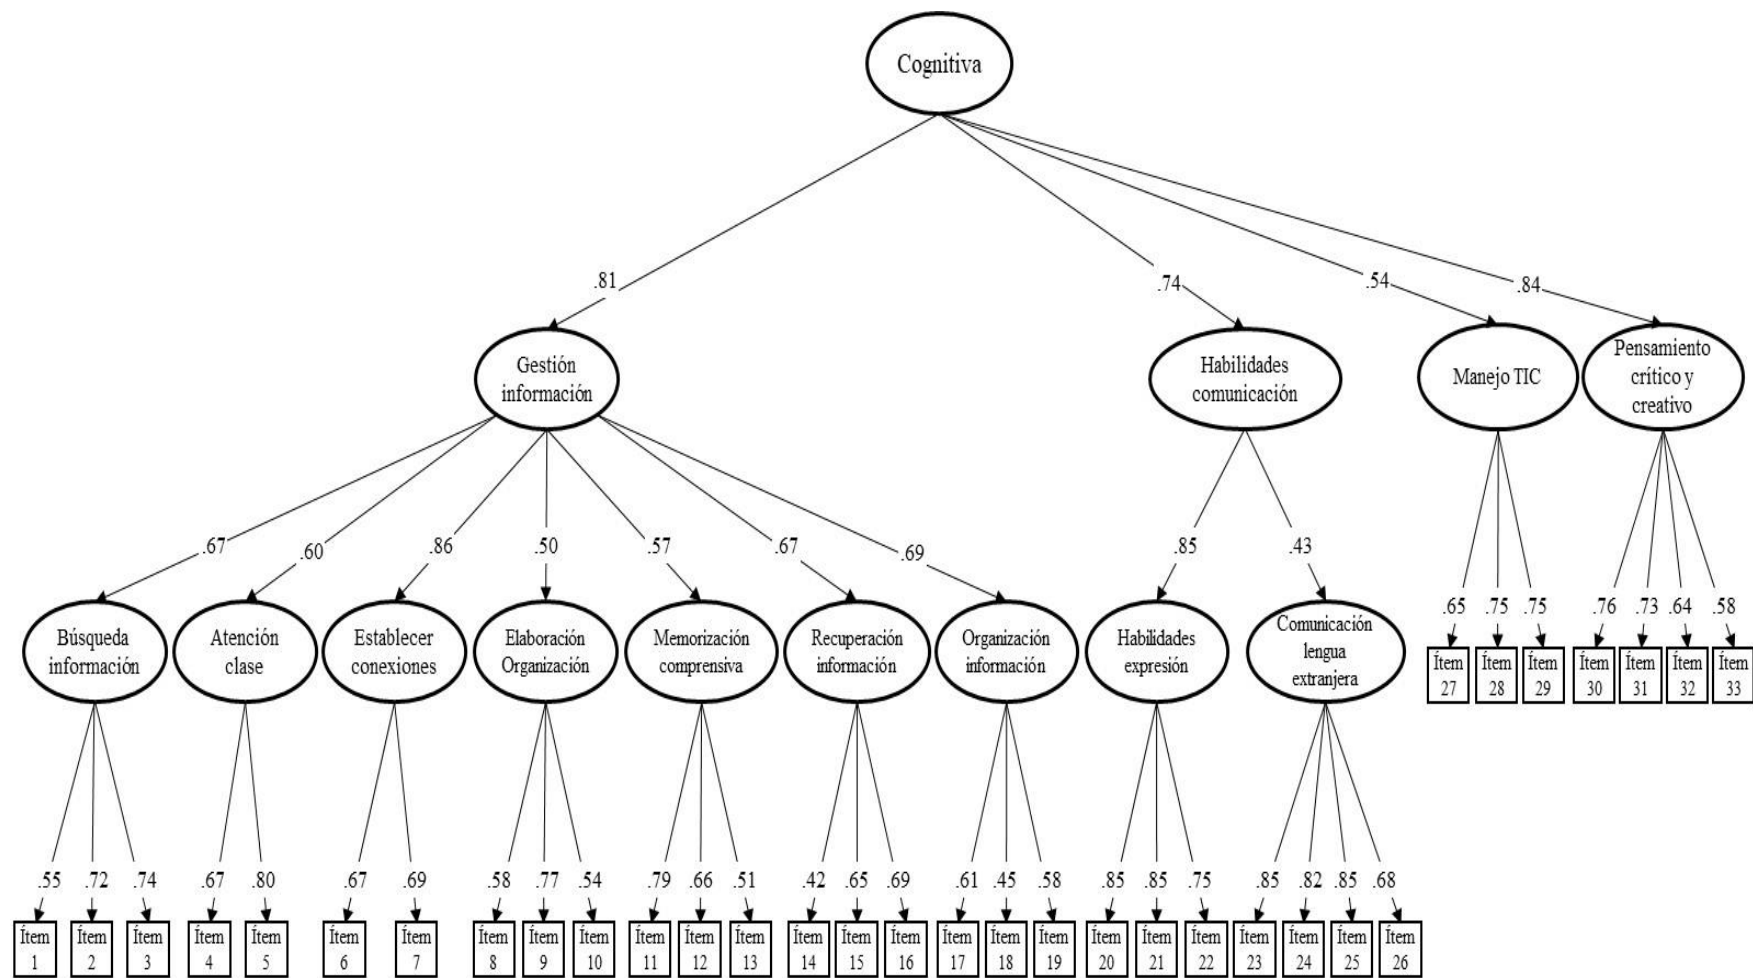 Cognitiva
.81
.74
.54
.84
Gestión
información
Habilidades
comunicación
Manejo TIC
Pensamiento
crítico y
creativo
.67
.60
.86
.50
.57
.67
.69
.85
.43
.65
.75
.75
.76
.73
.64
.58
Búsqueda
información
Atención
clase
Establecer
conexiones
Elaboración
Organización
Memorización
comprensiva
Recuperación
información
Organización
información
Habilidades
expresión
Comunicación
lengua
extranjera
Ítem
27
Ítem
28
Ítem
29
Ítem
30
Ítem
31
Ítem
32
Ítem
33
.55
.72
.74
.67
.80
.67
.69
.58
.77
.54
.79
.66
.51
.42
.65
.69
.61
.45
.58
.85
.85
.75
.85
.82
.85
.68
Ítem
1
Ítem
2
Ítem
3
Ítem
4
Ítem
5
Ítem
6
Ítem
7
Ítem
8
Ítem
9
Ítem
10
Ítem
11
Ítem
12
Ítem
13
Ítem
14
Ítem
15
Ítem
16
Ítem
17
Ítem
18
Ítem
19
Ítem
20
Ítem
21
Ítem
22
Ítem
23
Ítem
24
Ítem
25
Ítem
26